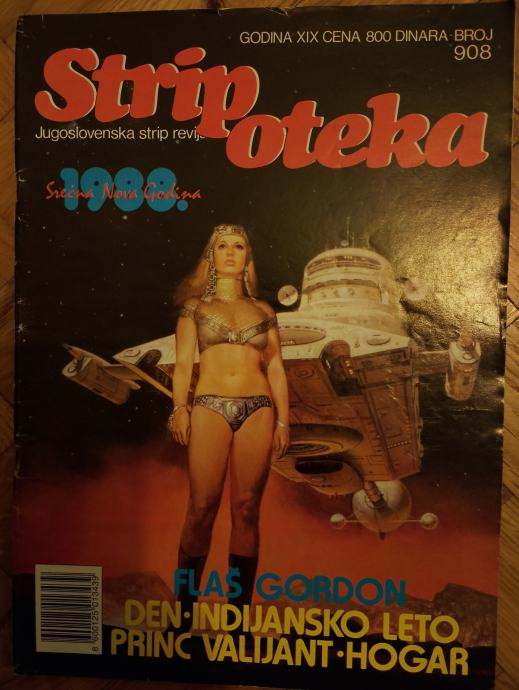 GODINA XIX CENA 800 DINARA·BROJ
908
Strip
oteka
Jugoslovenska strip revija
1988.
Srećna Nova Godina
FLAŠ GORDON
DEN·INDIJANSKO LETO
PRINC VALIJANT·HOGAR